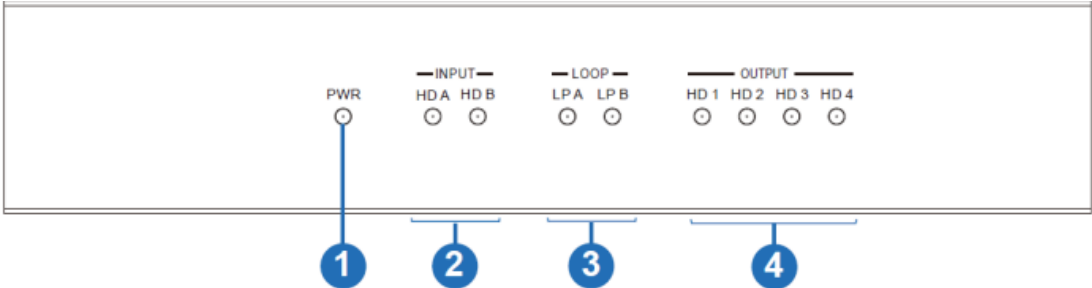 INPUT LOOP OUTPUT
PWR HD A HD B LP A LP B HD 1 HD 2 HD 3 HD 4
1 2 3 4